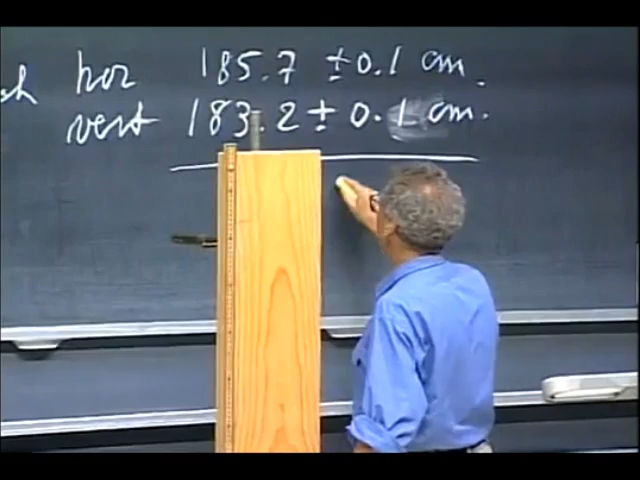 hor 185.7 ±0.1 cm.
vert 183.2 ± 0.1 cm.